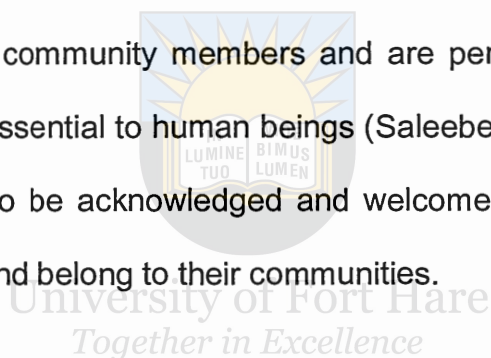 community members and are per
ssential to human beings (Saleebe
LUMINE BIMUS
TUO LUMEN
o be acknowledged and welcome
nd belong to their communities.
University of Fort Hare
Together in Excellence